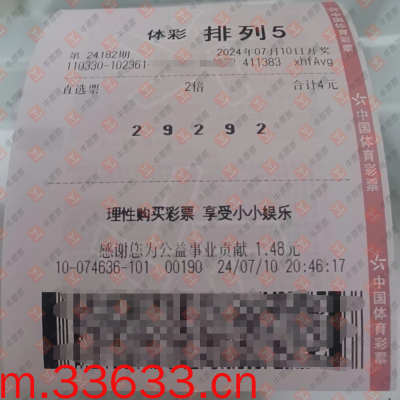 体彩 排列5
第 24182期 2024年07月10日开奖
110330-102361 411383 xhfAvg
直选票 2倍 合计4元
2 9 2 9 2
理性购买彩票 享受小小娱乐
感谢您为公益事业贡献 1.48元
10-074636-101 00190 24/07/10 20:46:17
中国体育彩票
中国体育彩票
m.33633.cn